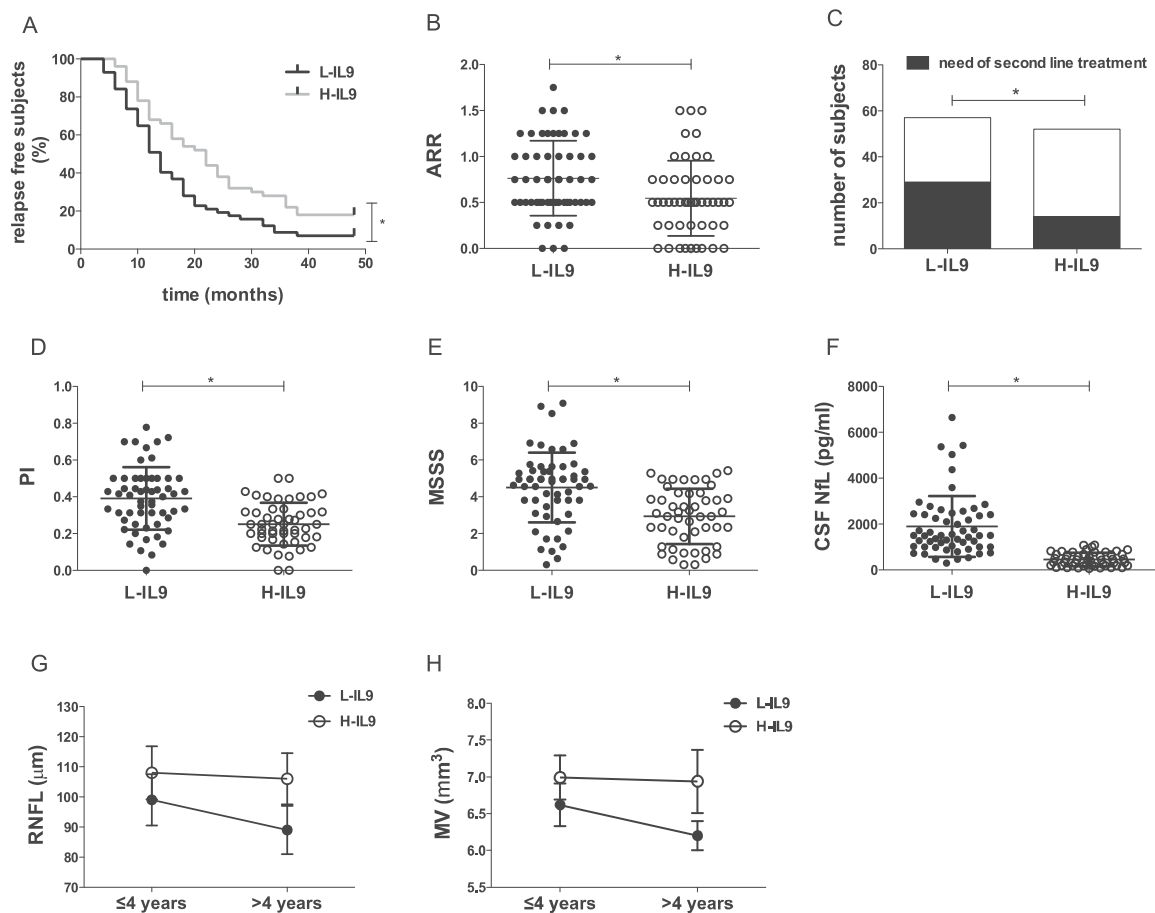 A
relapse free subjects
(%)
100
80
60
40
20
0
0 10 20 30 40 50
time (months)
L-IL9
H-IL9
*
B
ARR
2.0
1.5
1.0
0.5
0.0
*
L-IL9 H-IL9
C
number of subjects
80
60
40
20
0
need of second line treatment
*
L-IL9 H-IL9
D
PI
1.0
0.8
0.6
0.4
0.2
0.0
*
L-IL9 H-IL9
E
MSSS
10
8
6
4
2
0
*
L-IL9 H-IL9
F
CSF NfL (pg/ml)
8000
6000
4000
2000
0
*
L-IL9 H-IL9
G
RNFL (μm)
130
120
110
100
90
80
70
L-IL9
H-IL9
≤4 years >4 years
H
MV (mm³)
8.0
7.5
7.0
6.5
6.0
5.5
L-IL9
H-IL9
≤4 years >4 years